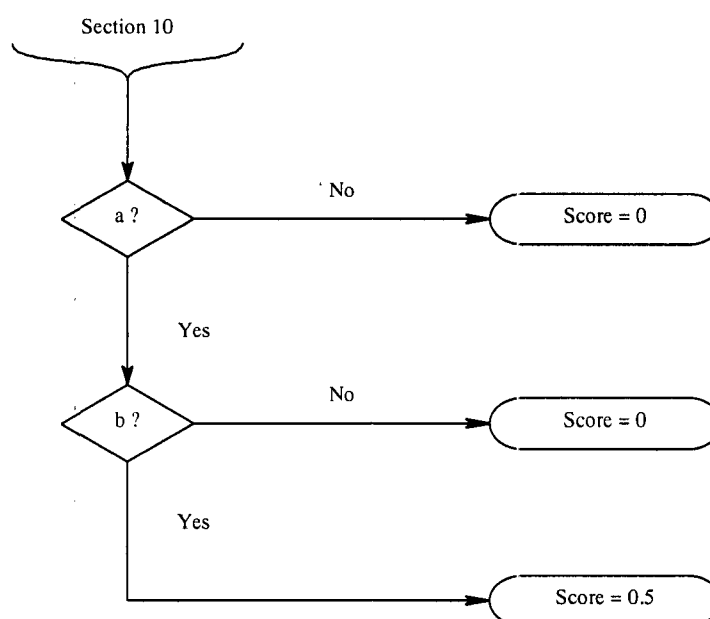 Section 10
No
a ?
Score = 0
Yes
No
b ?
Score = 0
Yes
Score = 0.5